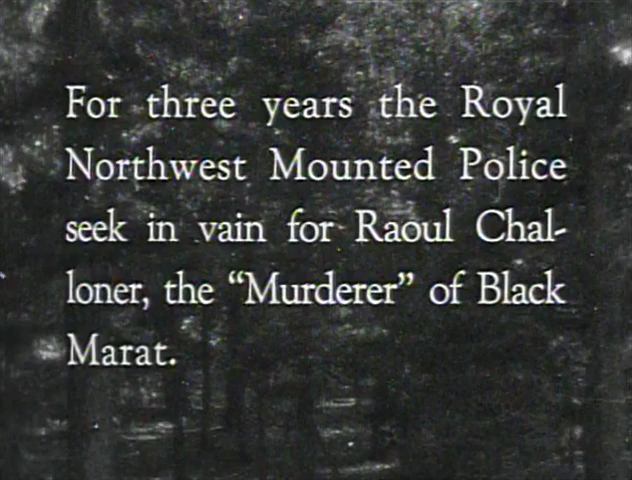 For three years the Royal
Northwest Mounted Police
seek in vain for Raoul Chal-
loner, the “Murderer” of Black
Marat.